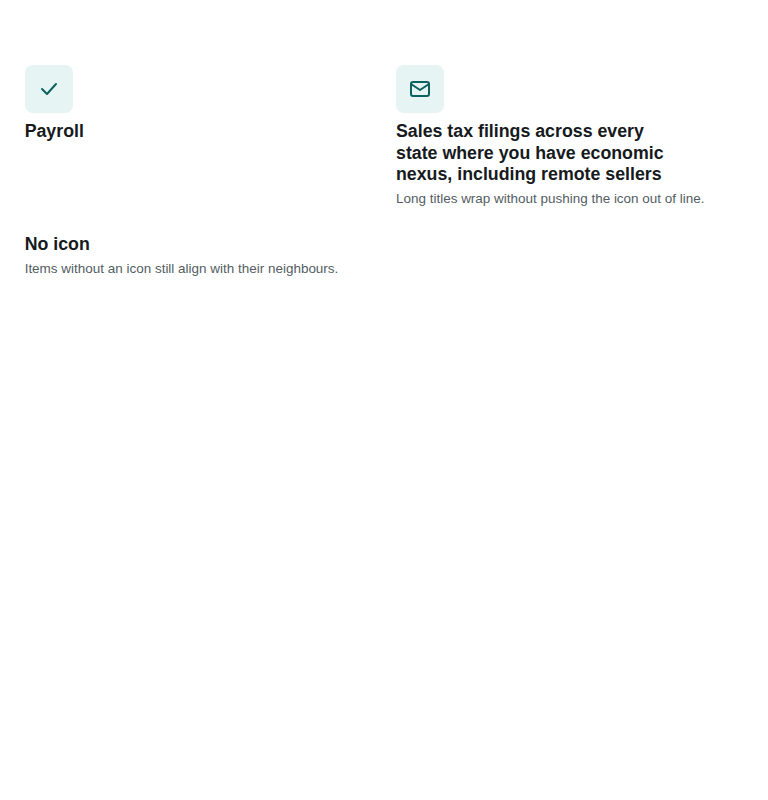 Payroll
Sales tax filings across every
state where you have economic
nexus, including remote sellers
Long titles wrap without pushing the icon out of line.
No icon
Items without an icon still align with their neighbours.